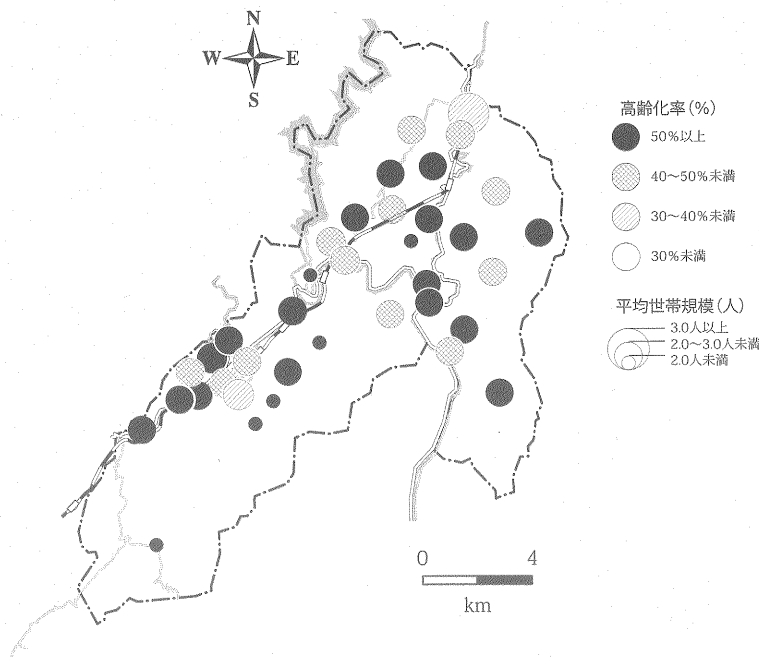 N
W
E
S
高齢化率(%)
50%以上
40～50%未満
30～40%未満
30%未満
平均世帯規模(人)
3.0人以上
2.0～3.0人未満
2.0人未満
0 4
km